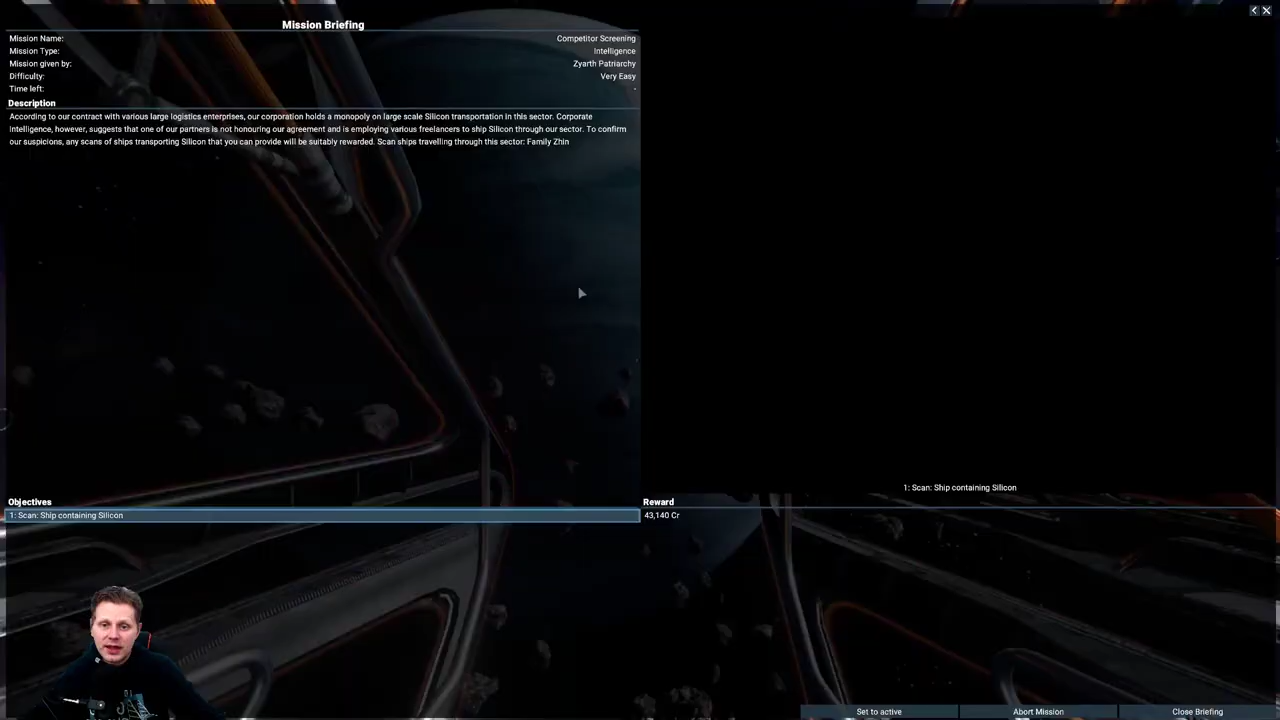 Mission Briefing
Mission Name: Competitor Screening
Mission Type: Intelligence
Mission given by: Zyarth Patriarchy
Difficulty: Very Easy
Time left: -
Description
According to our contract with various large logistics enterprises, our corporation holds a monopoly on large scale Silicon transportation in this sector. Corporate
Intelligence, however, suggests that one of our partners is not honouring our agreement and is employing various freelancers to ship Silicon through our sector. To confirm
our suspicions, any scans of ships transporting Silicon that you can provide will be suitably rewarded. Scan ships travelling through this sector: Family Zhin
1: Scan: Ship containing Silicon
Objectives
1: Scan: Ship containing Silicon
Reward
43,140 Cr
Set to active
Abort Mission
Close Briefing